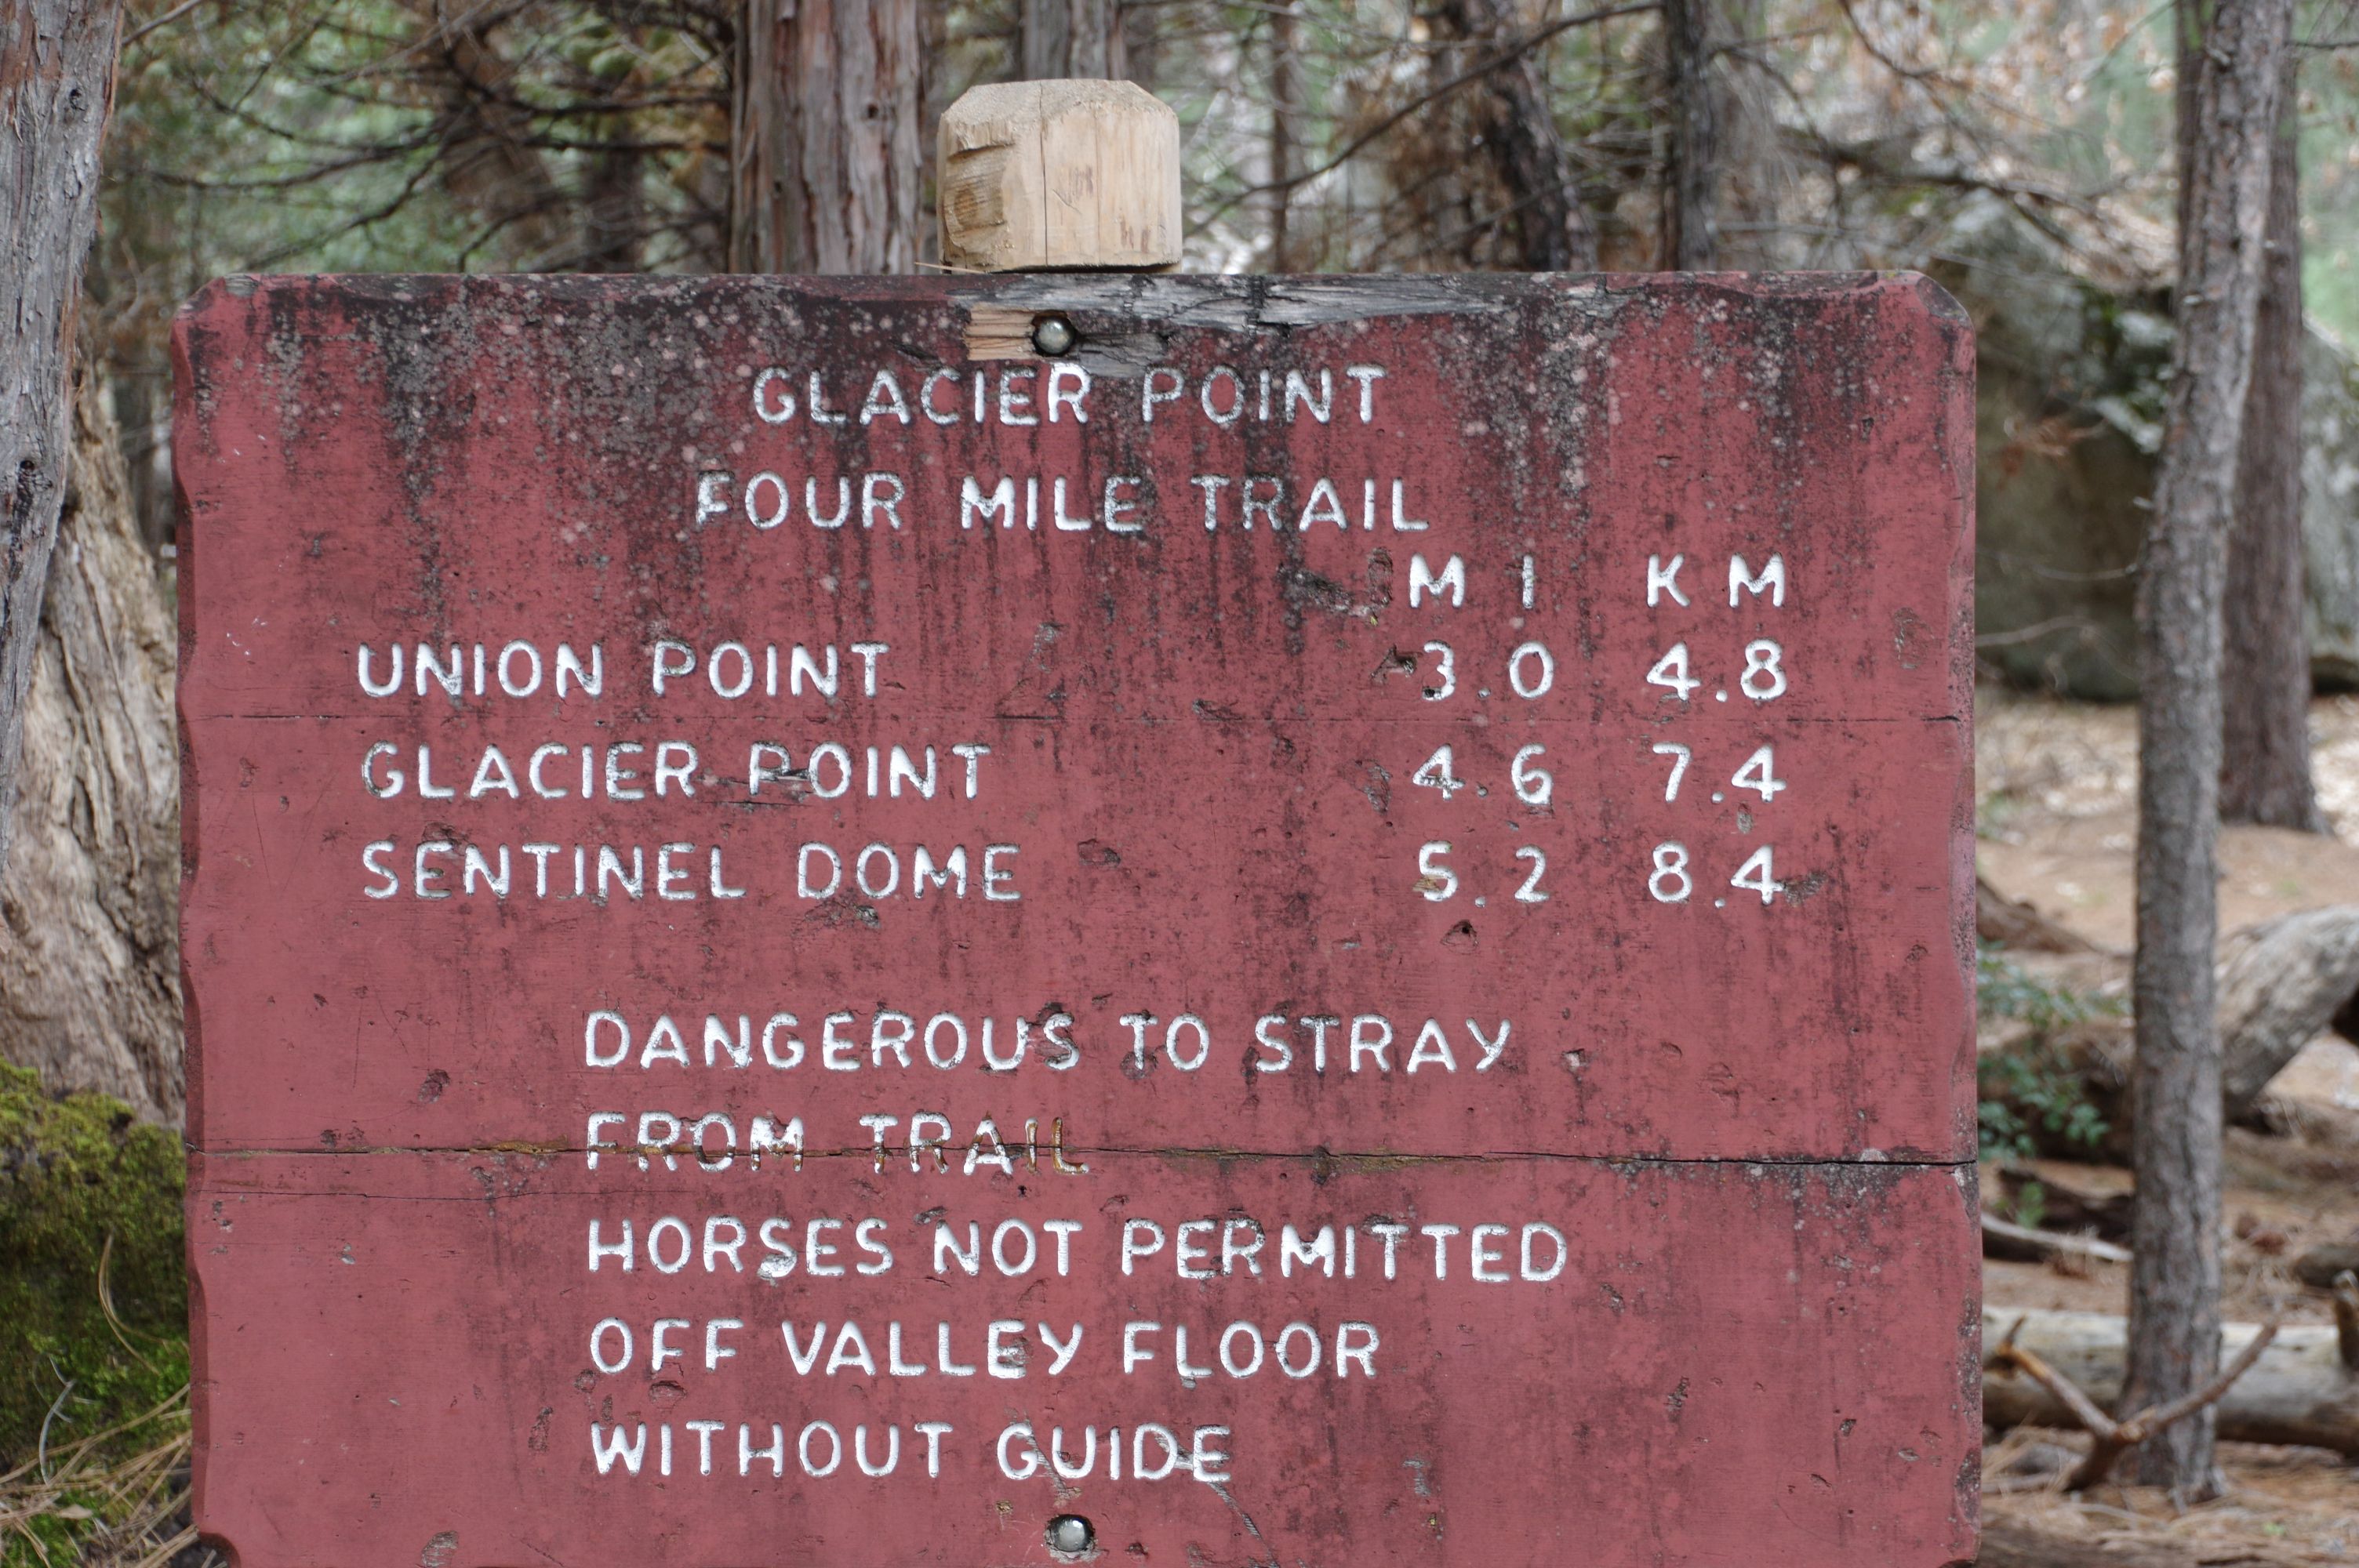 GLACIER POINT
FOUR MILE TRAIL
MI KM
UNION POINT 3.0 4.8
GLACIER POINT 4.6 7.4
SENTINEL DOME 5.2 8.4
DANGEROUS TO STRAY
FROM TRAIL
HORSES NOT PERMITTED
OFF VALLEY FLOOR
WITHOUT GUIDE